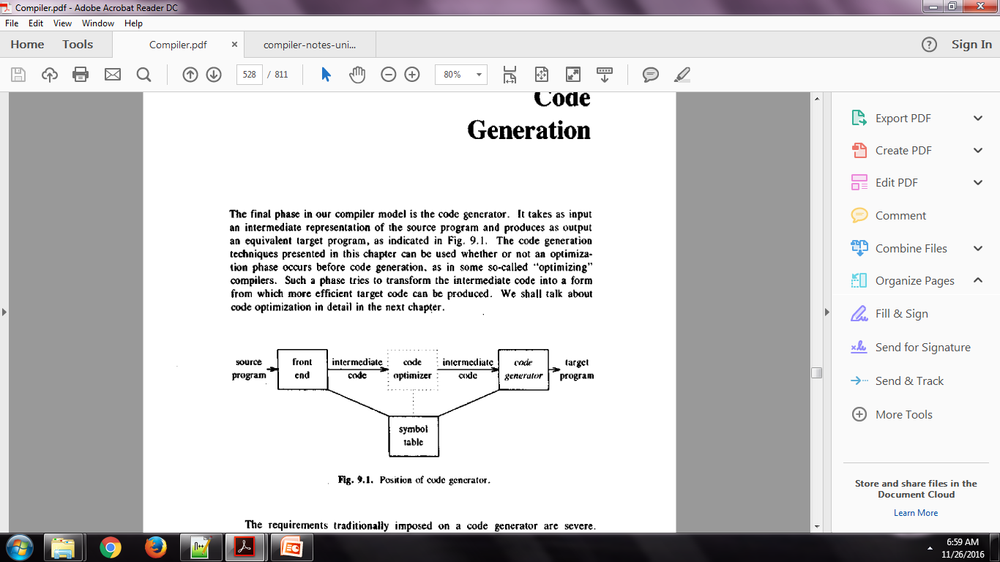 Compiler.pdf - Adobe Acrobat Reader DC
File Edit View Window Help
Home Tools Compiler.pdf × compiler-notes-uni... ? Sign In
528 / 811 80%
Code
Generation
The final phase in our compiler model is the code generator. It takes as input
an intermediate representation of the source program and produces as output
an equivalent target program, as indicated in Fig. 9.1. The code generation
techniques presented in this chapter can be used whether or not an optimiza-
tion phase occurs before code generation, as in some so-called "optimizing"
compilers. Such a phase tries to transform the intermediate code into a form
from which more efficient target code can be produced. We shall talk about
code optimization in detail in the next chapter.
source program
front end
intermediate code
code optimizer
intermediate code
code generator
target program
symbol table
Fig. 9.1. Position of code generator.
The requirements traditionally imposed on a code generator are severe.
Export PDF
Create PDF
Edit PDF
Comment
Combine Files
Organize Pages
Fill & Sign
Send for Signature
Send & Track
More Tools
Store and share files in the
Document Cloud
Learn More
6:59 AM
11/26/2016